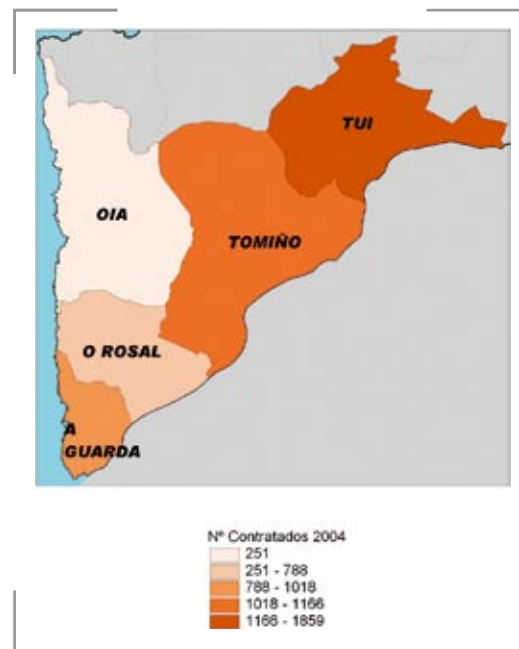 TUI
OIA
TOMIÑO
O ROSAL
A
GUARDA
Nº Contratados 2004
251
251 - 788
788 - 1018
1018 - 1166
1166 - 1859